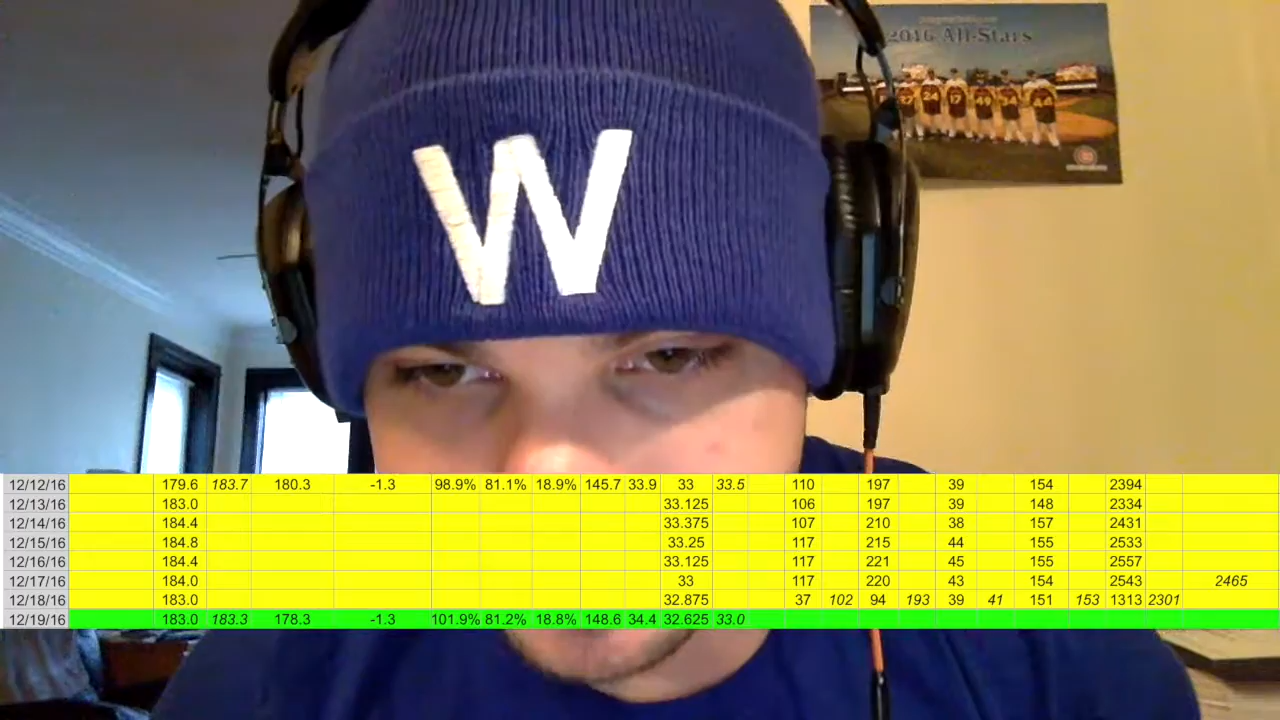 2016 All-Stars
27 24 17 49 34 44
W
12/12/16 179.6 183.7 180.3 -1.3 98.9% 81.1% 18.9% 145.7 33.9 33 33.5 110 197 39 154 2394
12/13/16 183.0 33.125 106 197 39 148 2334
12/14/16 184.4 33.375 107 210 38 157 2431
12/15/16 184.8 33.25 117 215 44 155 2533
12/16/16 184.4 33.125 117 221 45 155 2557
12/17/16 184.0 33 117 220 43 154 2543 2465
12/18/16 183.0 32.875 37 102 94 193 39 41 151 153 1313 2301
12/19/16 183.0 183.3 178.3 -1.3 101.9% 81.2% 18.8% 148.6 34.4 32.625 33.0